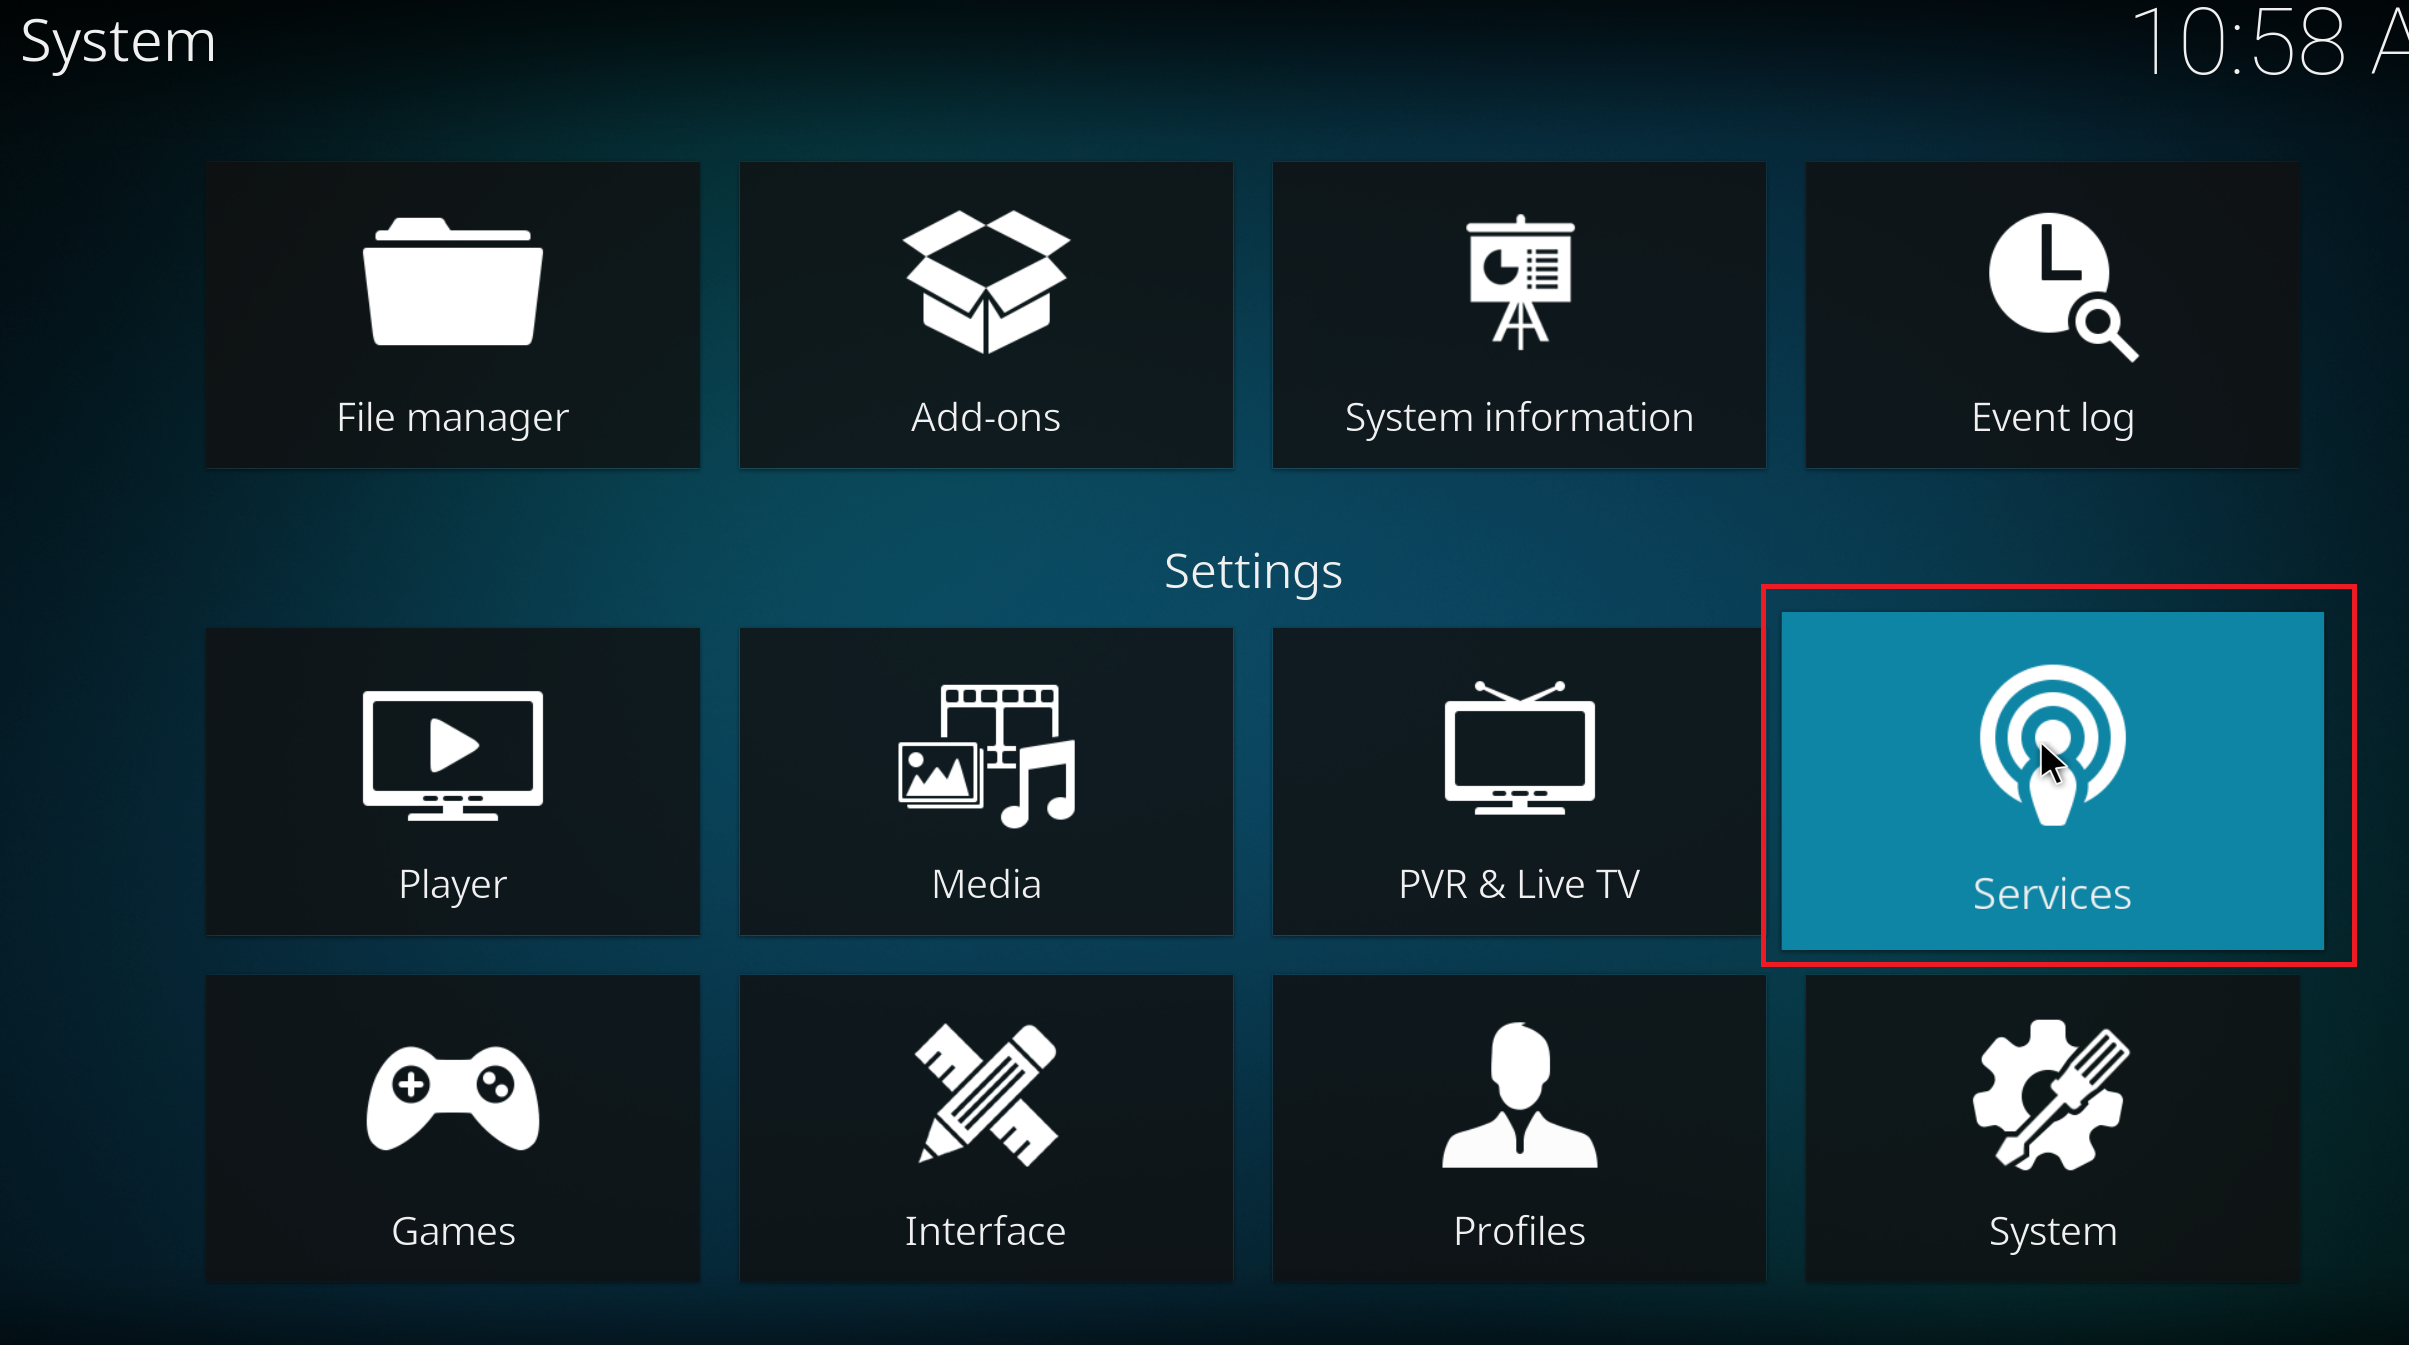 System
10:58 A
File manager
Add-ons
System information
Event log
Settings
Player
Media
PVR & Live TV
Services
Games
Interface
Profiles
System